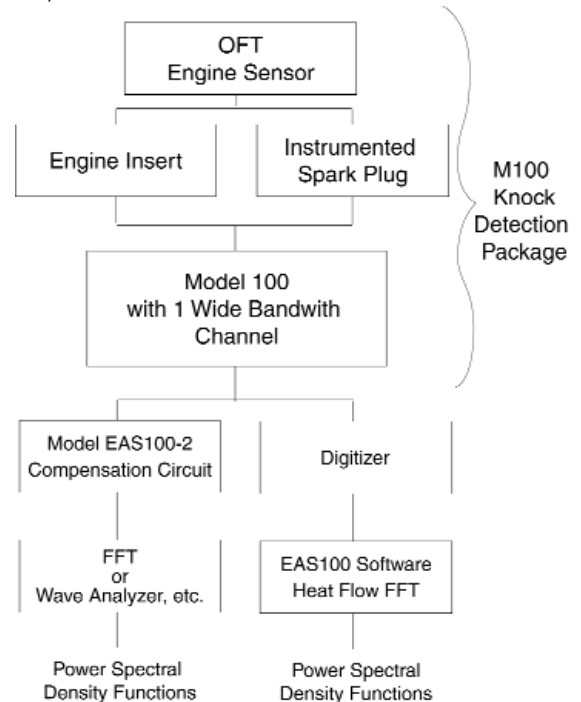 OFT
Engine Sensor
Engine Insert
Instrumented
Spark Plug
M100
Knock
Detection
Package
Model 100
with 1 Wide Bandwith
Channel
Model EAS100-2
Compensation Circuit
Digitizer
FFT
or
Wave Analyzer, etc.
EAS100 Software
Heat Flow FFT
Power Spectral
Density Functions
Power Spectral
Density Functions